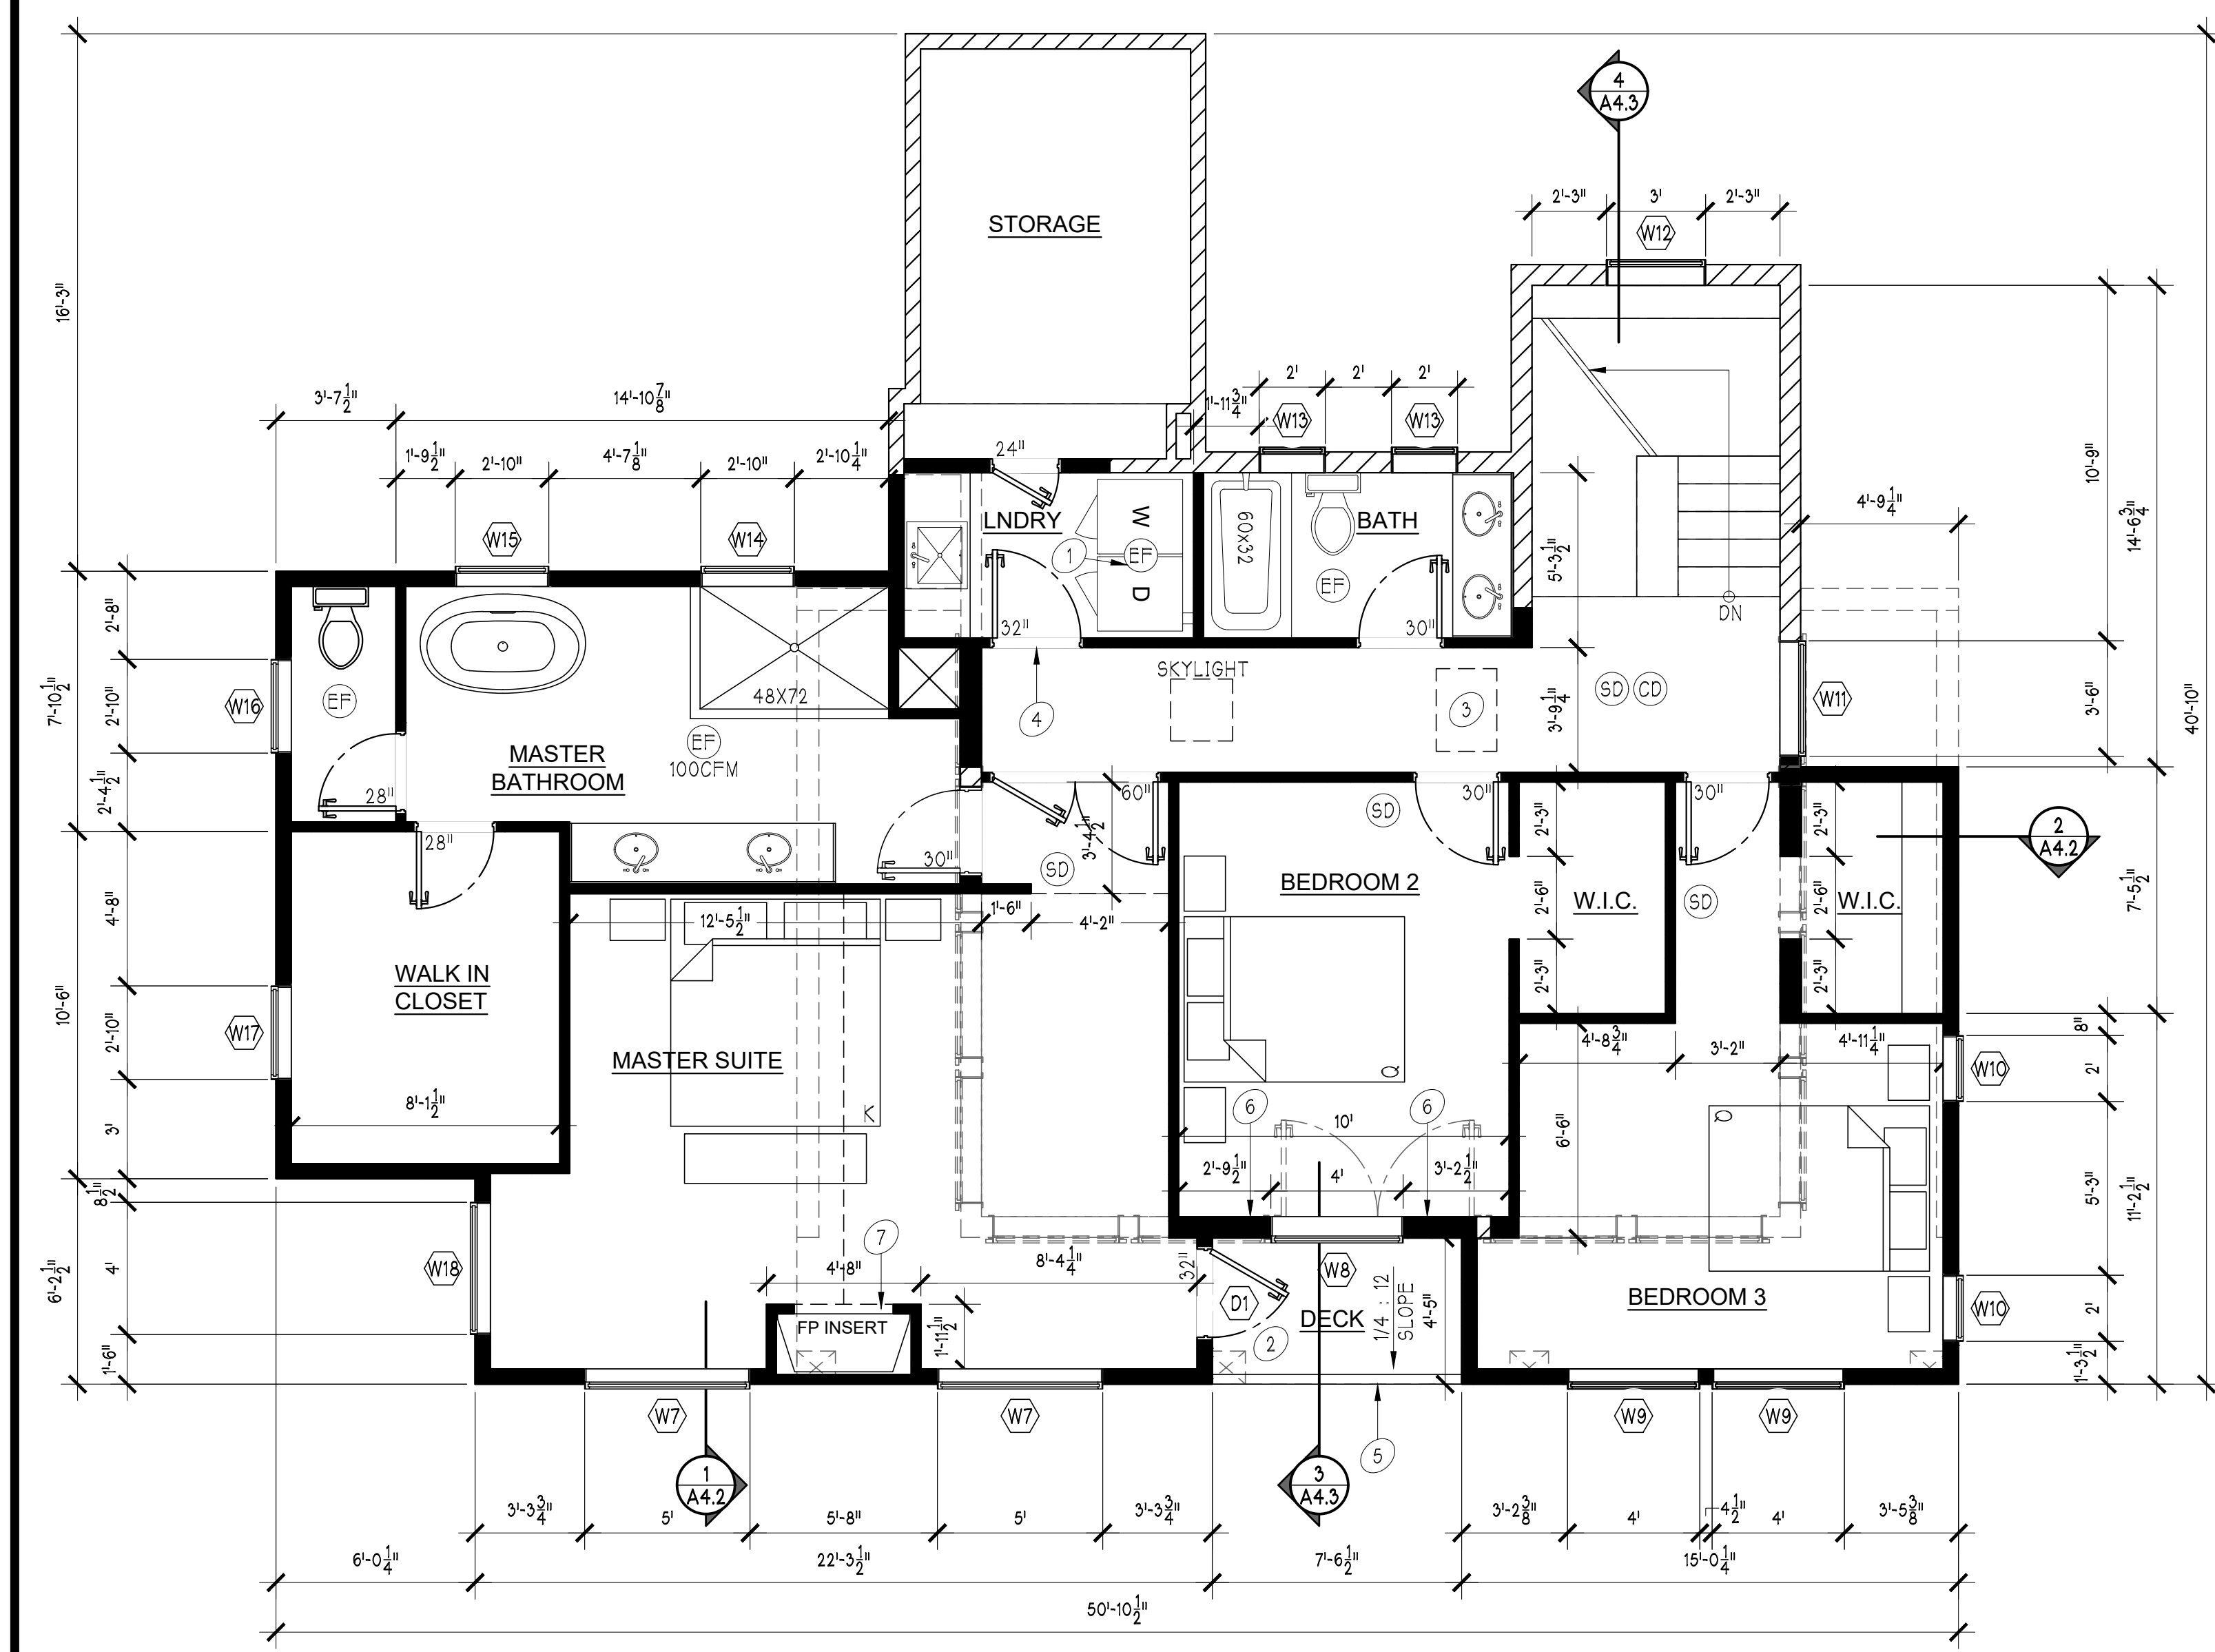 4
A4.3
2'-3"
3'
2'-3"
W12
STORAGE
16'-3"
3'-7 1/2"
14'-10 7/8"
2'
2'
2'
1'-11 3/4"
W13
W13
10'-9"
14'-6 3/4"
40'-10"
1'-9 1/2"
2'-10"
4'-7 1/8"
2'-10"
2'-10 1/4"
24"
4'-9 1/4"
W15
W14
LNDRY
W
EF
D
1
60x32
BATH
EF
5'-3 1/2"
DN
32"
30"
2'-8"
7'-10 1/2"
2'-10"
2'-4 1/2"
W16
EF
48X72
SKYLIGHT
3
4
3'-9 1/4"
SD
CD
W11
3'-6"
MASTER
BATHROOM
EF
100CFM
28"
28"
30"
60"
3'-4 1/2"
SD
SD
30"
30"
2'-3"
2'-6"
2'-3"
2'-3"
2'-6"
2'-3"
2
A4.2
7'-5 1/2"
BEDROOM 2
W.I.C.
SD
W.I.C.
12'-5 1/2"
1'-6"
4'-2"
4'-8"
10'-6"
2'-10"
3'
WALK IN
CLOSET
W17
MASTER SUITE
K
8'-1 1/2"
Q
4'-8 3/4"
3'-2"
4'-11 1/4"
8"
W10
2'
6
6
10'
6'-6"
Q
2'-9 1/2"
4'
3'-2 1/2"
5'-3"
11'-2 1/2"
8 1/2"
6'-2 1/2"
4'
1'-6"
W18
7
4'-8"
8'-4 1/4"
32"
FP INSERT
1'-11 1/2"
D1
2
DECK
W8
1/4 : 12
SLOPE
4'-5"
BEDROOM 3
W10
2'
1'-3 1/2"
W7
W7
W9
W9
5
1
A4.2
3
A4.3
3'-3 3/4"
5'
5'-8"
5'
3'-3 3/4"
3'-2 3/8"
4'
4 1/2"
4'
3'-5 3/8"
6'-0 1/4"
22'-3 1/2"
7'-6 1/2"
15'-0 1/4"
50'-10 1/2"